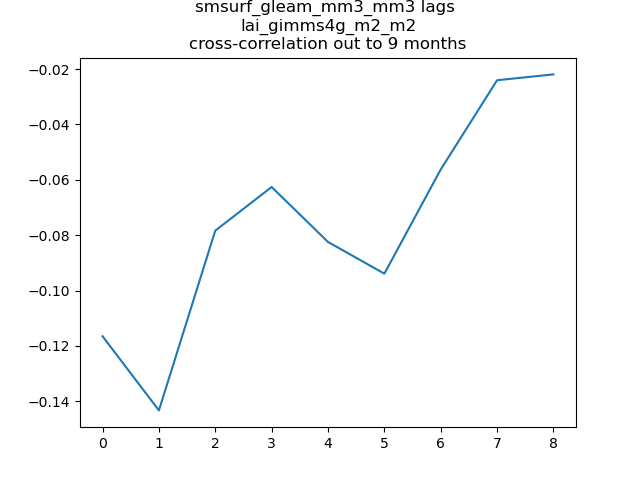 smsurf_gleam_mm3_mm3 lags
lai_gimms4g_m2_m2
cross-correlation out to 9 months
−0.02
−0.04
−0.06
−0.08
−0.10
−0.12
−0.14
0 1 2 3 4 5 6 7 8